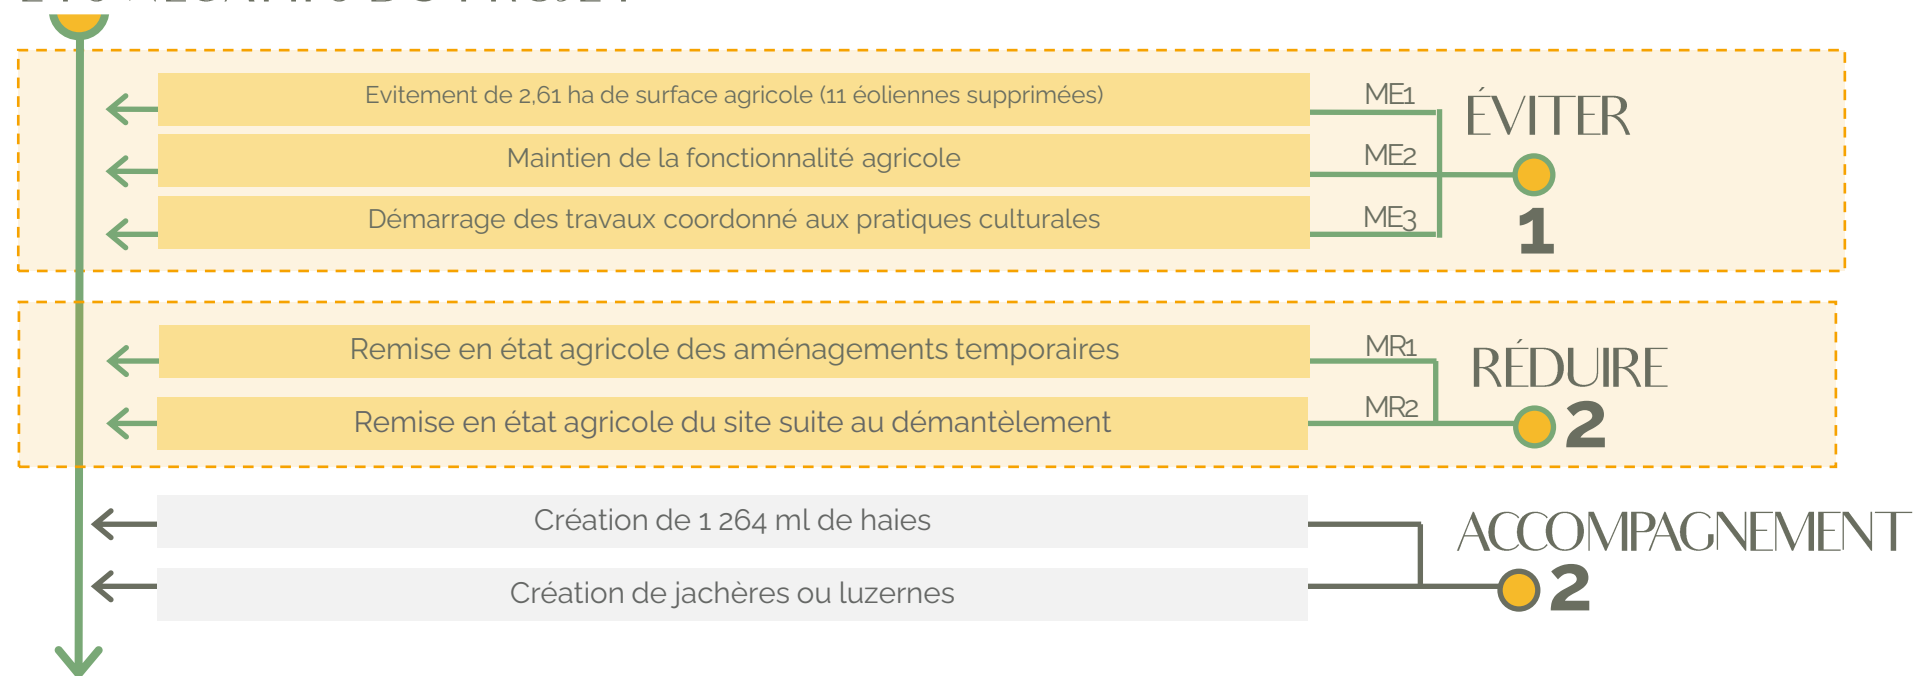 Evitement de 2,61 ha de surface agricole (11 éoliennes supprimées)
ME1
ÉVITER
Maintien de la fonctionnalité agricole
ME2
Démarrage des travaux coordonné aux pratiques culturales
ME3
1
Remise en état agricole des aménagements temporaires
MR1
RÉDUIRE
Remise en état agricole du site suite au démantèlement
MR2
2
Création de 1 264 ml de haies
ACCOMPAGNEMENT
Création de jachères ou luzernes
2